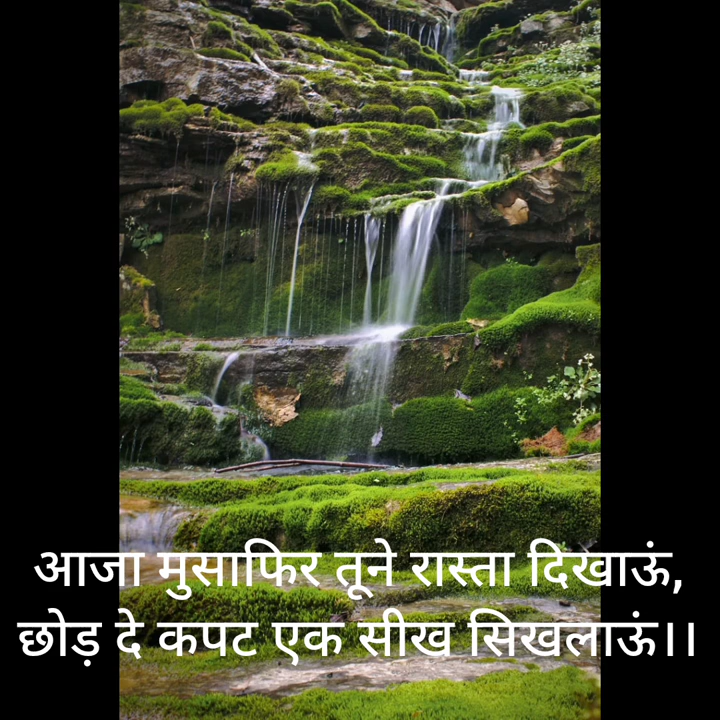 आजा मुसाफिर तूने रास्ता दिखाऊं,
छोड़ दे कपट एक सीख सिखलाऊं।।